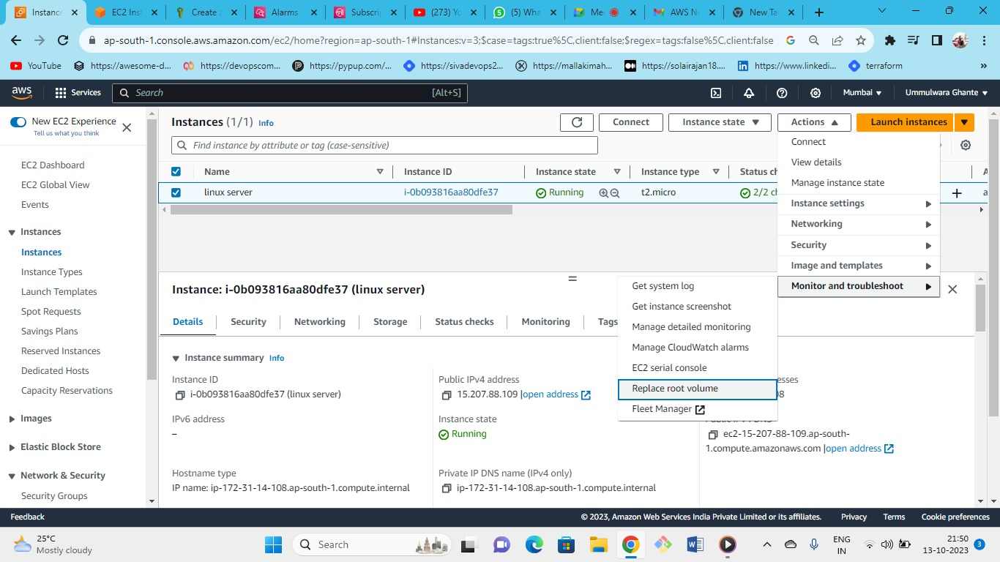 Instance
EC2 Inst
Create a
Alarms
Subscrip
(273) Yo
(5) Wha
Me
AWS No
New Ta
ap-south-1.console.aws.amazon.com/ec2/home?region=ap-south-1#Instances:v=3;$case=tags:true%5C,client:false;$regex=tags:false%5C,client:false
YouTube
https://awesome-d...
https://devopscom...
https://pypup.com/...
https://sivadevops2...
https://mallakimah...
https://solairajan18....
https://www.linkedi...
terraform
aws
Services
Search
[Alt+S]
Mumbai
Ummulwara Ghante
New EC2 Experience
Tell us what you think
EC2 Dashboard
EC2 Global View
Events
Instances
Instances
Instance Types
Launch Templates
Spot Requests
Savings Plans
Reserved Instances
Dedicated Hosts
Capacity Reservations
Images
Elastic Block Store
Network & Security
Security Groups
Instances (1/1) Info
Connect
Instance state
Actions
Launch instances
Find instance by attribute or tag (case-sensitive)
Name
Instance ID
Instance state
Instance type
Status ch
A
linux server
i-0b093816aa80dfe37
Running
t2.micro
2/2 ch
a
Connect
View details
Manage instance state
Instance settings
Networking
Security
Image and templates
Monitor and troubleshoot
Get system log
Get instance screenshot
Manage detailed monitoring
Manage CloudWatch alarms
EC2 serial console
Replace root volume
Fleet Manager
Instance: i-0b093816aa80dfe37 (linux server)
Details
Security
Networking
Storage
Status checks
Monitoring
Tags
Instance summary Info
Instance ID
i-0b093816aa80dfe37 (linux server)
Public IPv4 address
15.207.88.109 |open address
esses
08
IPv6 address
–
Instance state
Running
Public IPv4 DNS
ec2-15-207-88-109.ap-south-
1.compute.amazonaws.com |open address
Hostname type
IP name: ip-172-31-14-108.ap-south-1.compute.internal
Private IP DNS name (IPv4 only)
ip-172-31-14-108.ap-south-1.compute.internal
Feedback
© 2023, Amazon Web Services India Private Limited or its affiliates.
Privacy
Terms
Cookie preferences
25°C
Mostly cloudy
Search
ENG
IN
21:50
13-10-2023
3